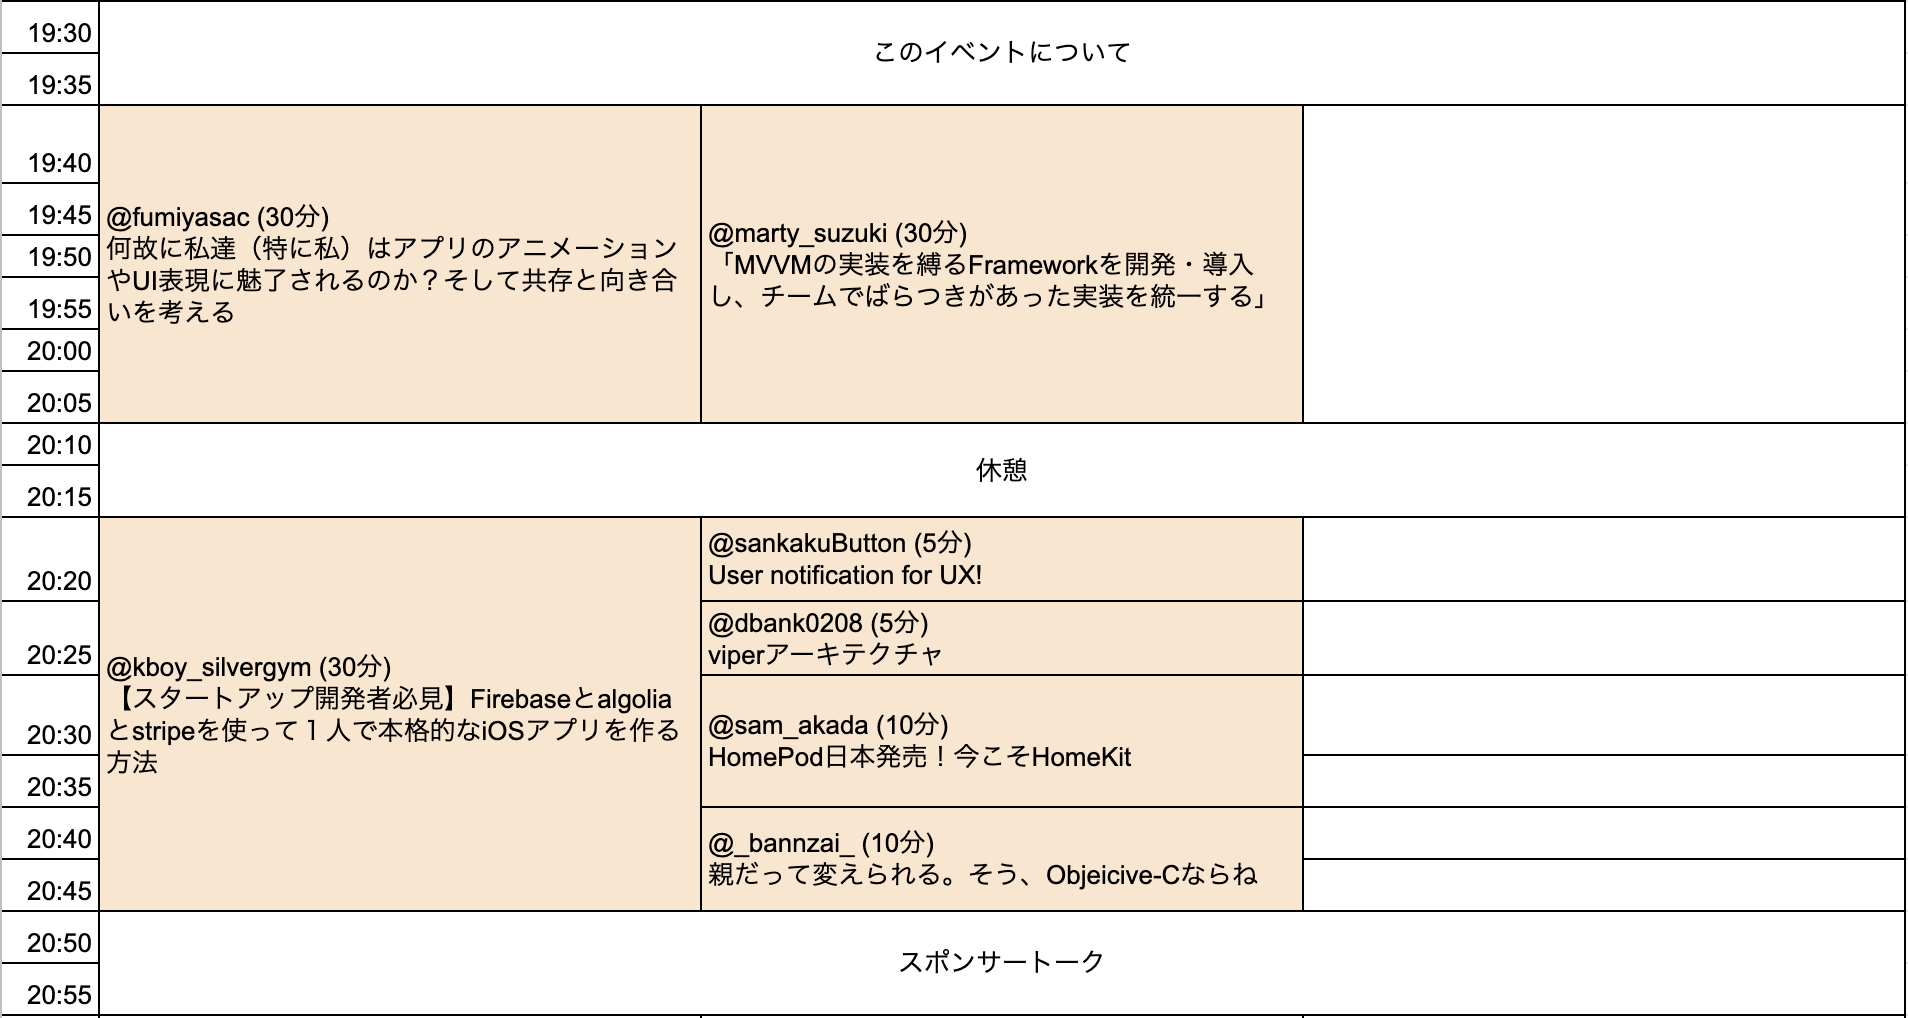 19:30
このイベントについて
19:35
19:40
19:45
19:50
19:55
20:00
20:05
@fumiyasac (30分)
何故に私達（特に私）はアプリのアニメーション
やUI表現に魅了されるのか？そして共存と向き合
いを考える
@marty_suzuki (30分)
「MVVMの実装を縛るFrameworkを開発・導入
し、チームでばらつきがあった実装を統一する」
20:10
休憩
20:15
20:20
20:25
20:30
20:35
20:40
20:45
@kboy_silvergym (30分)
【スタートアップ開発者必見】Firebaseとalgolia
とstripeを使って１人で本格的なiOSアプリを作る
方法
@sankakuButton (5分)
User notification for UX!
@dbank0208 (5分)
viperアーキテクチャ
@sam_akada (10分)
HomePod日本発売！今こそHomeKit
@_bannzai_ (10分)
親だって変えられる。そう、Objeicive-Cならね
20:50
スポンサートーク
20:55